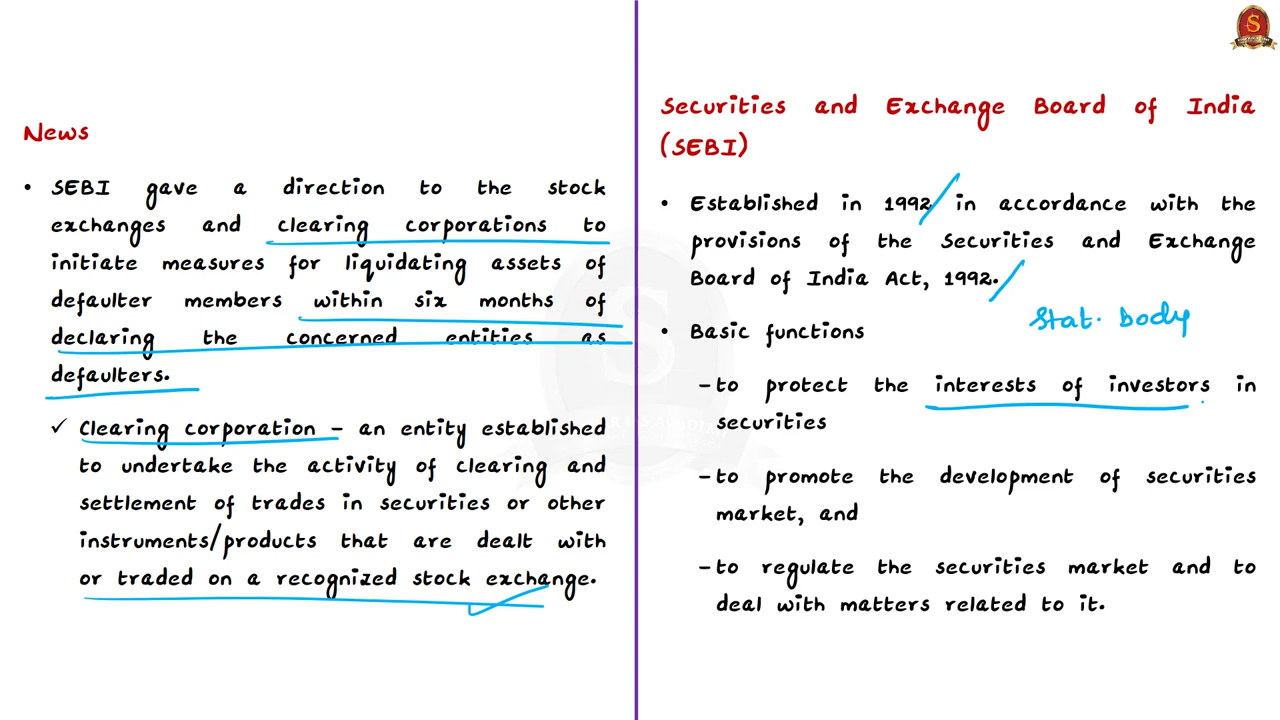 News
• SEBI gave a direction to the stock
exchanges and clearing corporations to
initiate measures for liquidating assets of
defaulter members within six months of
declaring the concerned entities as
defaulters.
✓ Clearing corporation – an entity established
to undertake the activity of clearing and
settlement of trades in securities or other
instruments/products that are dealt with
or traded on a recognized stock exchange.
Securities and Exchange Board of India
(SEBI)
• Established in 1992 in accordance with the
provisions of the Securities and Exchange
Board of India Act, 1992.
Stat. body
• Basic functions
– to protect the interests of investors in
securities
– to promote the development of securities
market, and
– to regulate the securities market and to
deal with matters related to it.